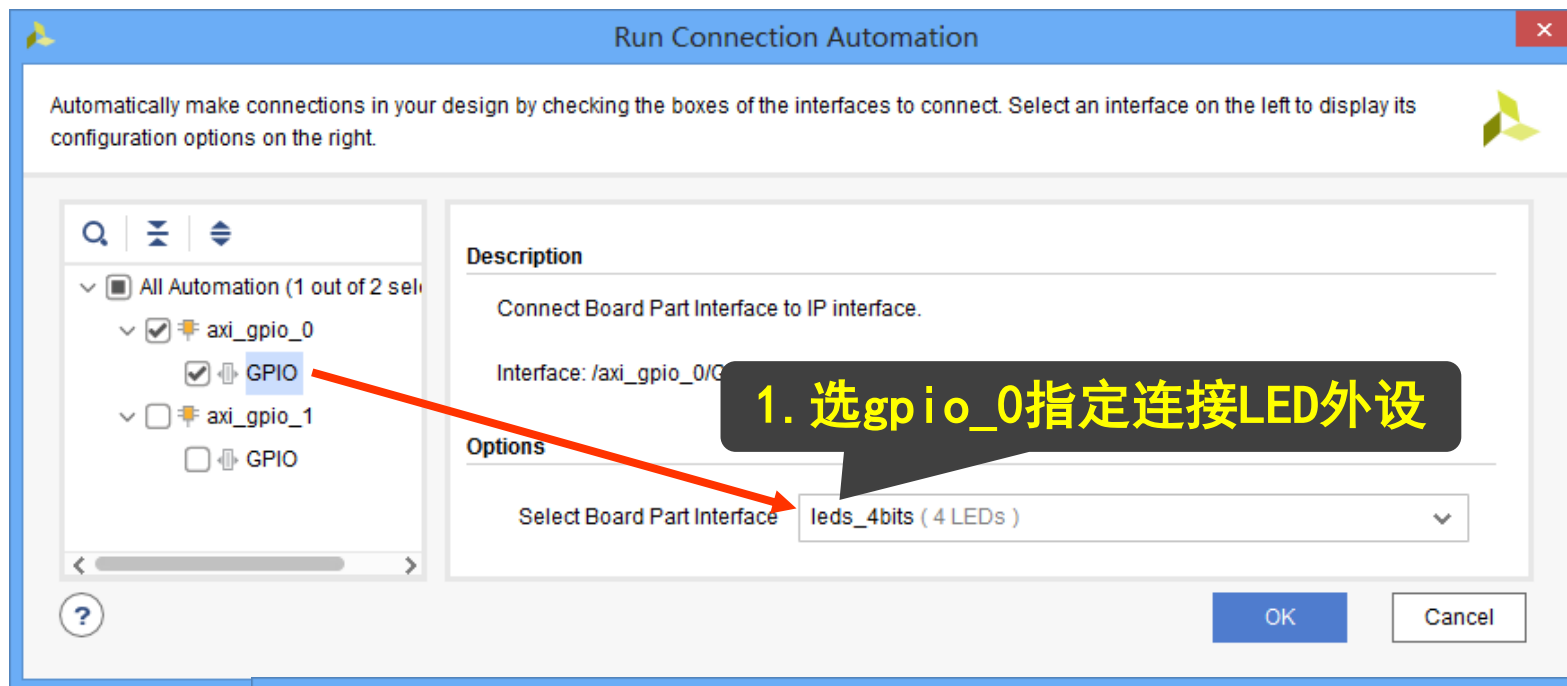 Run Connection Automation
Automatically make connections in your design by checking the boxes of the interfaces to connect. Select an interface on the left to display its
configuration options on the right.
All Automation (1 out of 2 sel
axi_gpio_0
GPIO
axi_gpio_1
GPIO
Description
Connect Board Part Interface to IP interface.
Interface: /axi_gpio_0/G
1.选gpio_0指定连接LED外设
Options
Select Board Part Interface
leds_4bits ( 4 LEDs )
?
OK
Cancel